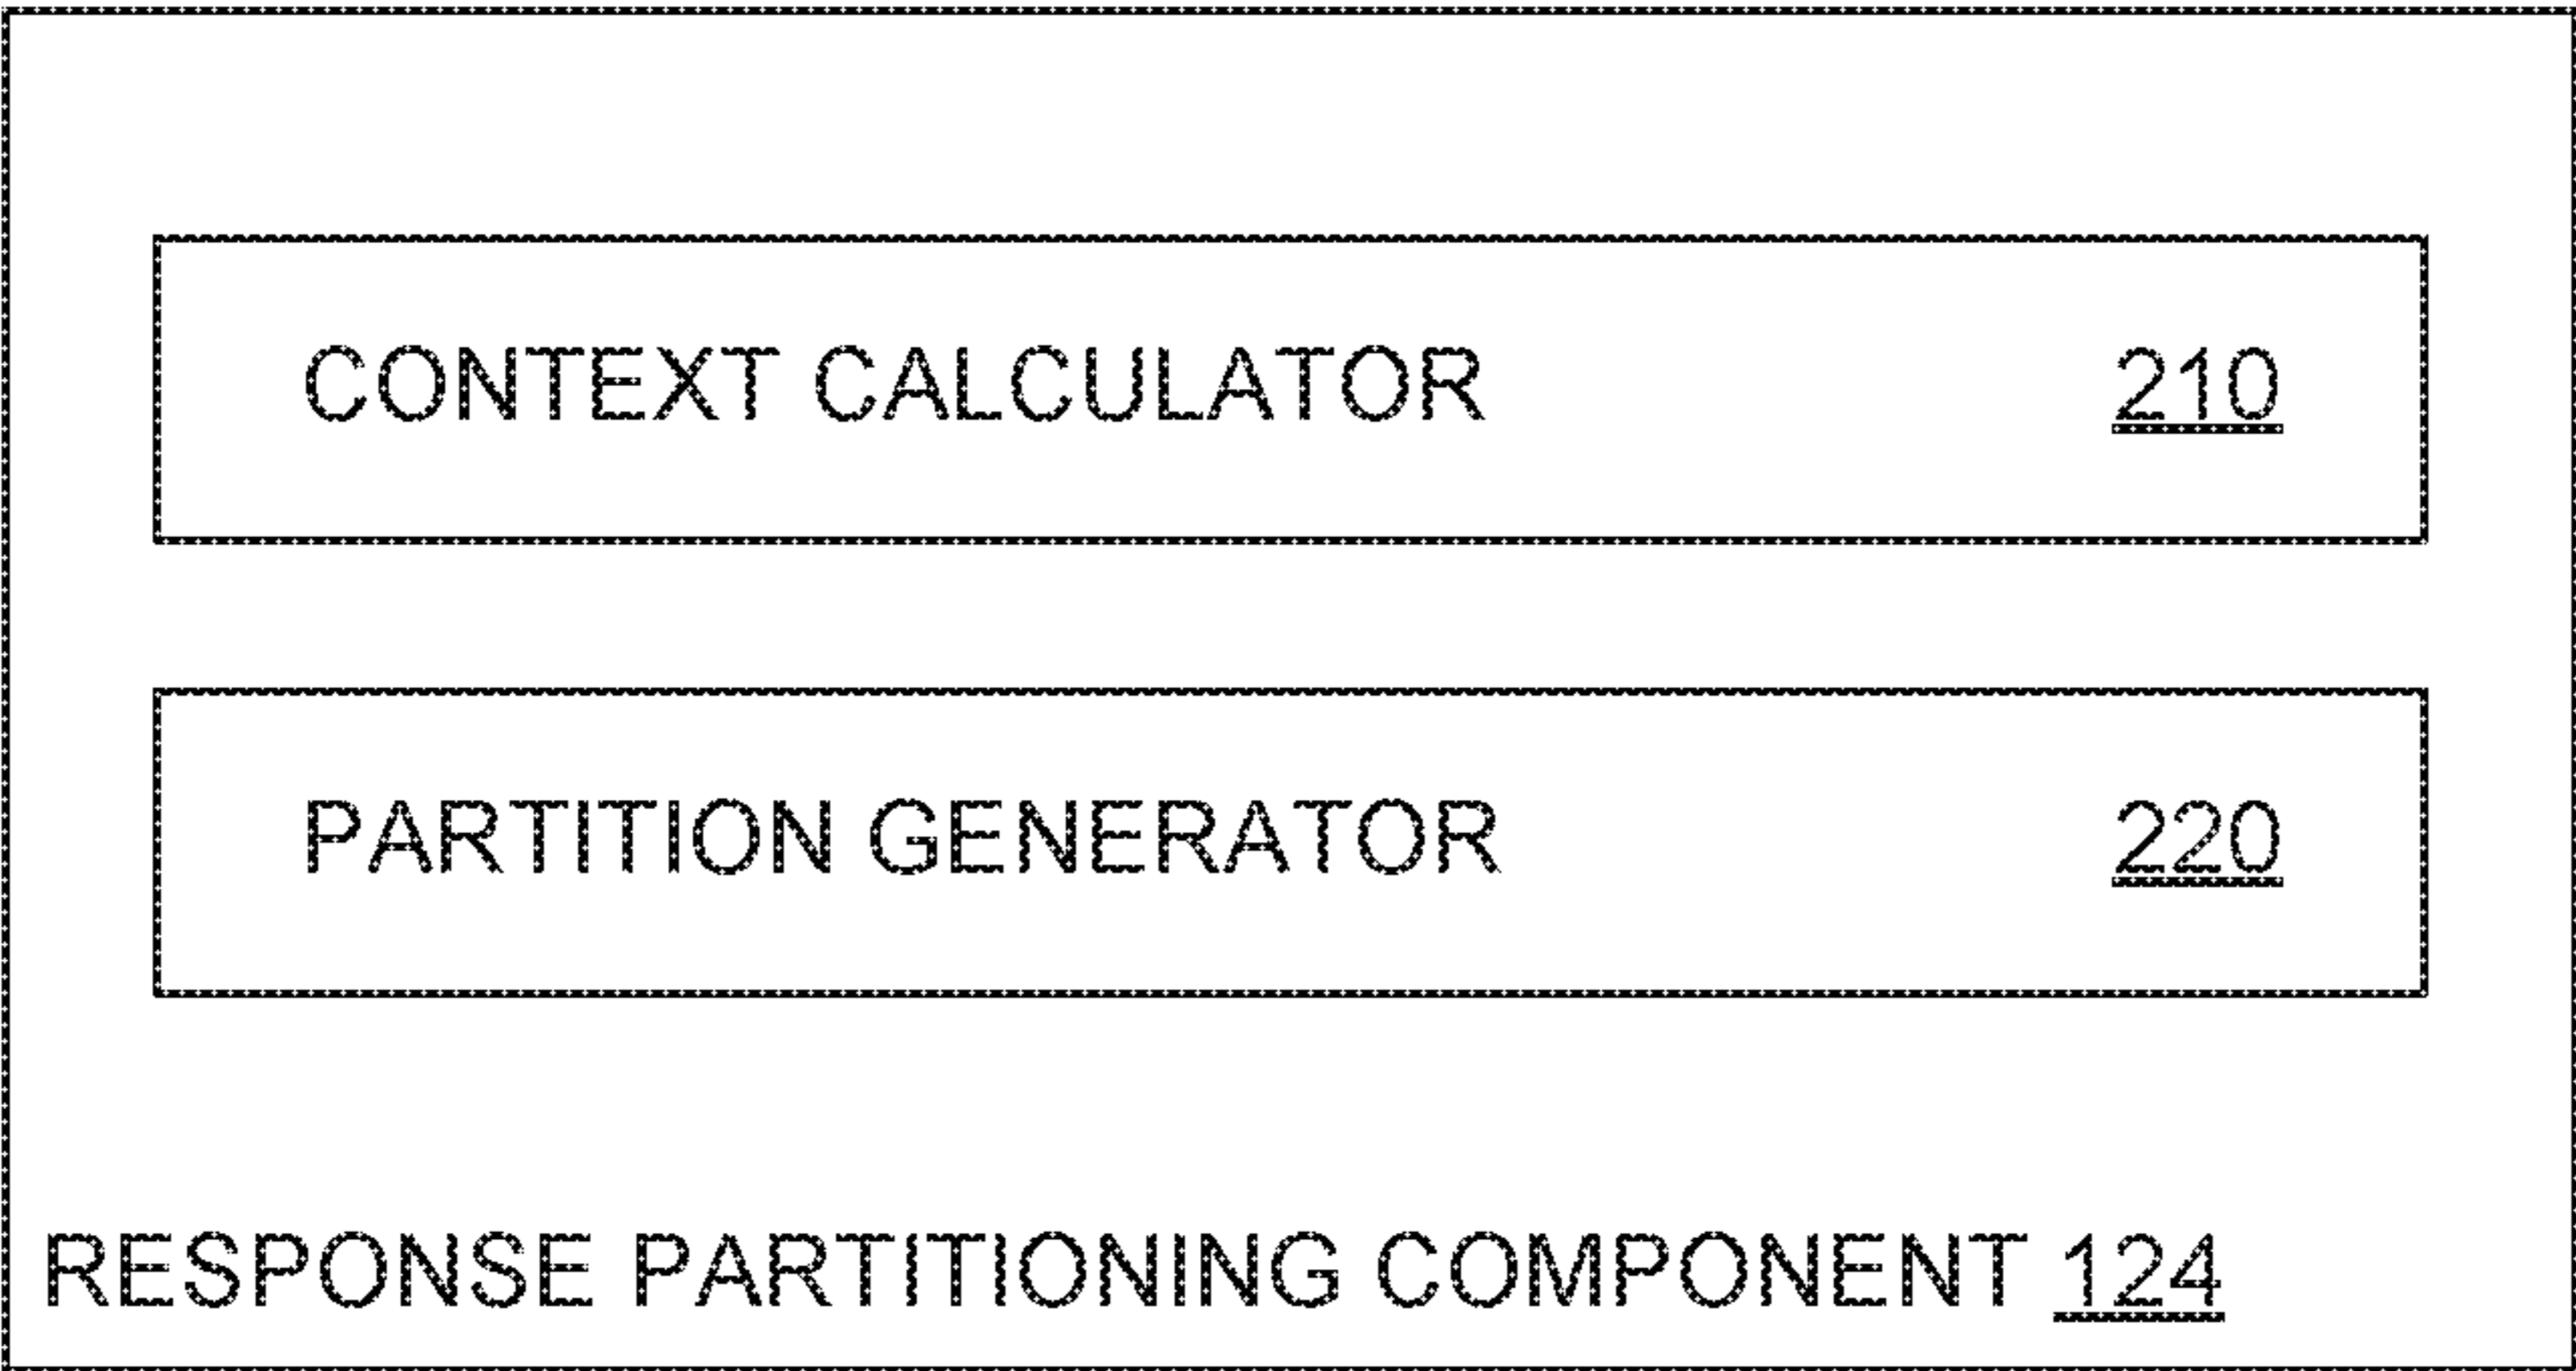 CONTEXT CALCULATOR 210
PARTITION GENERATOR 220
RESPONSE PARTITIONING COMPONENT 124